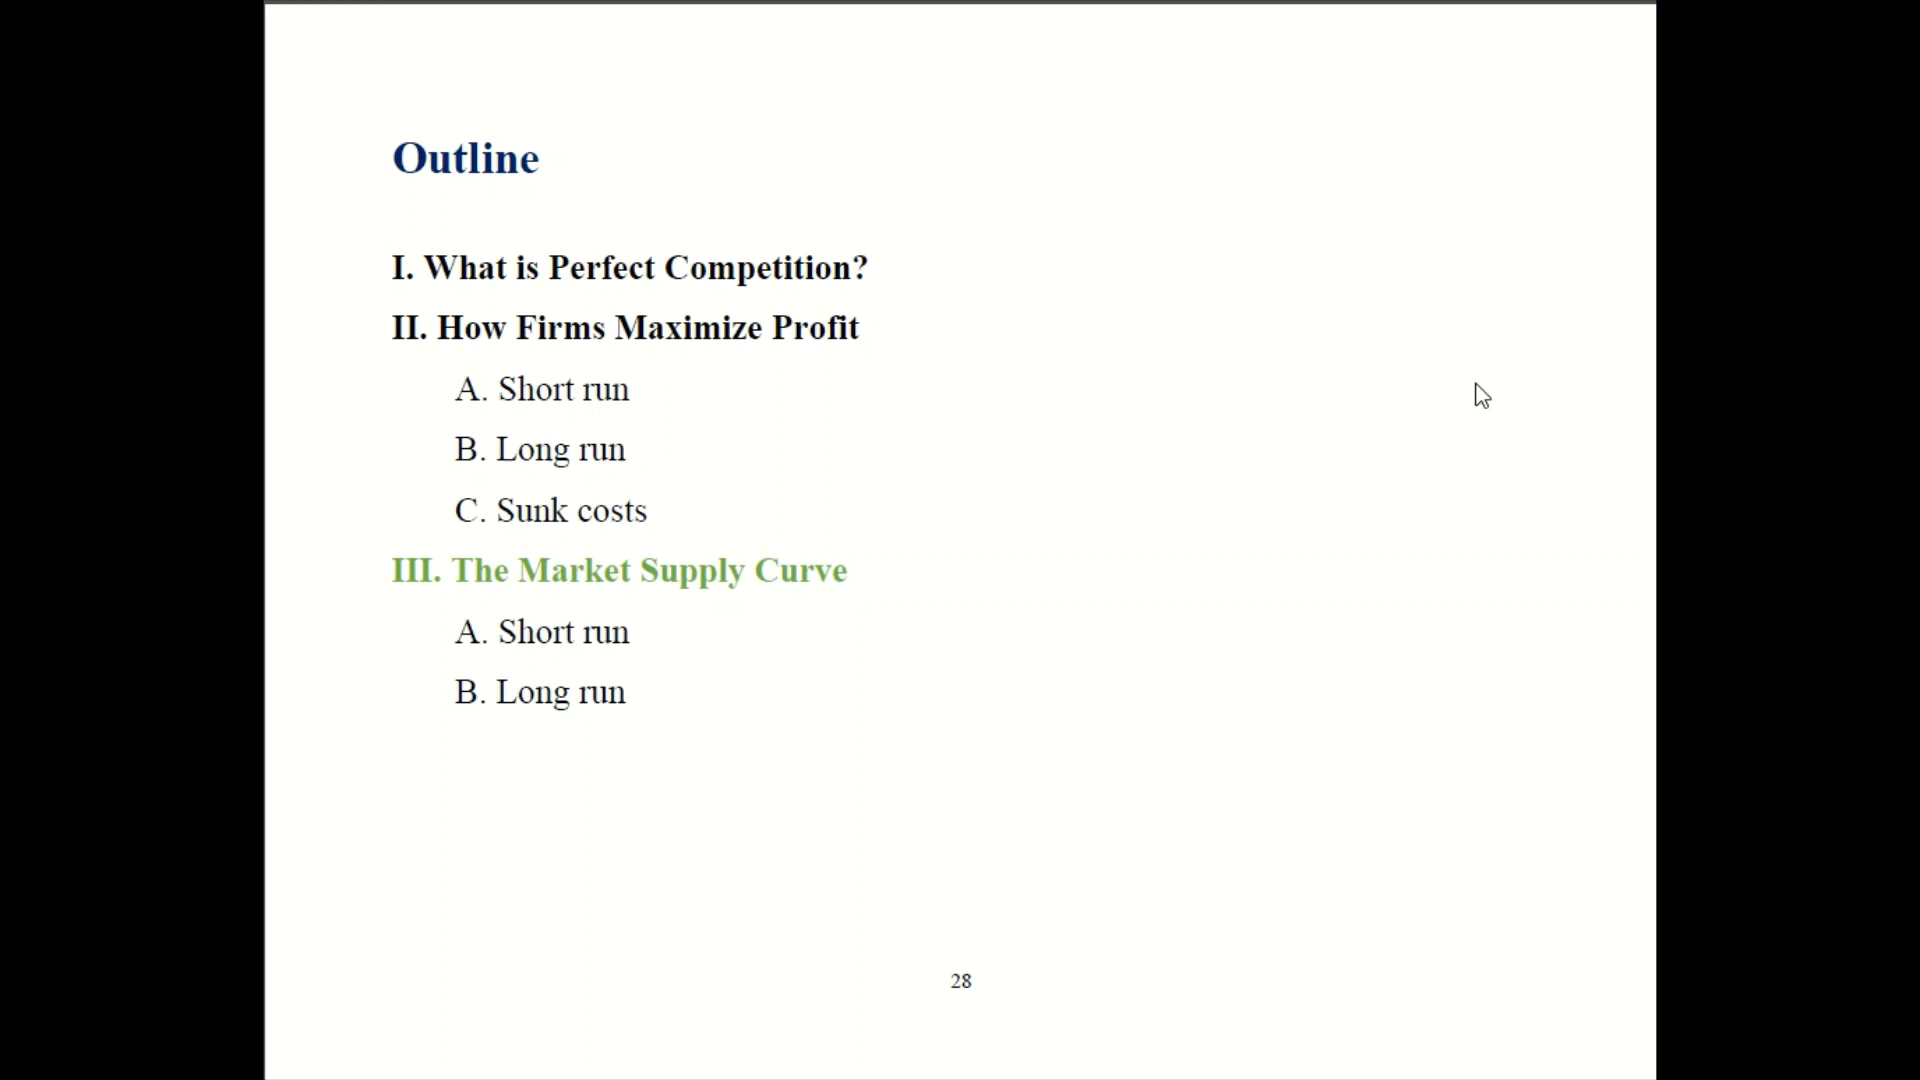 Outline
I. What is Perfect Competition?
II. How Firms Maximize Profit
A. Short run
B. Long run
C. Sunk costs
III. The Market Supply Curve
A. Short run
B. Long run
28